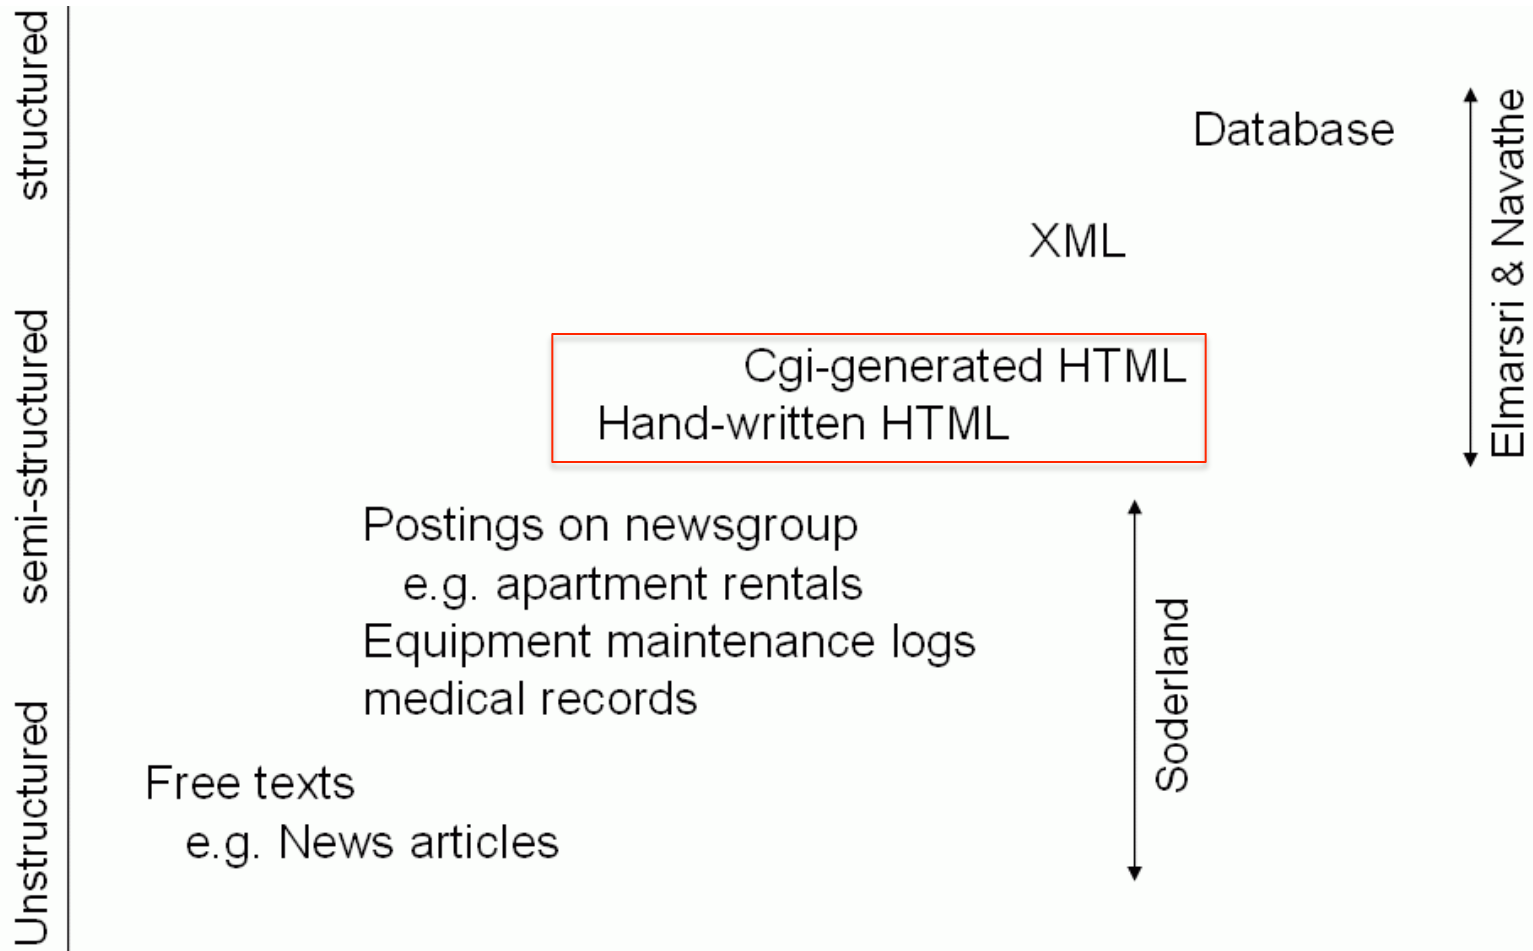 structured
semi-structured
Unstructured
Database
XML
Cgi-generated HTML
Hand-written HTML
Postings on newsgroup
e.g. apartment rentals
Equipment maintenance logs
medical records
Free texts
e.g. News articles
Soderland
Elmarsri & Navathe